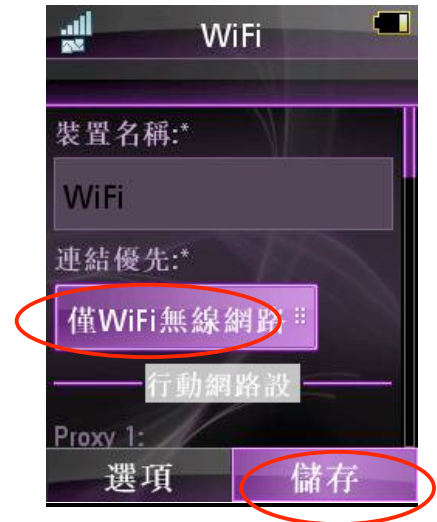 WiFi
裝置名稱:*
WiFi
連結優先:*
僅WiFi無線網路
行動網路設
Proxy 1:
選項 儲存